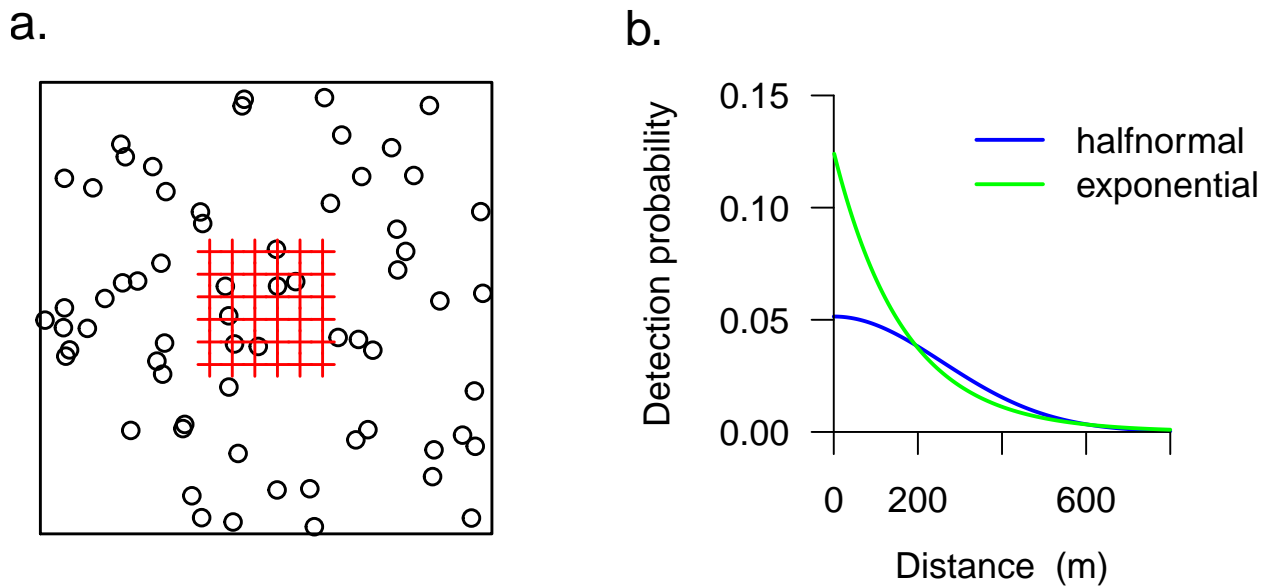 a.
b.
Detection probability
0.15
0.10
0.05
0.00
halfnormal
exponential
0 200 600
Distance (m)